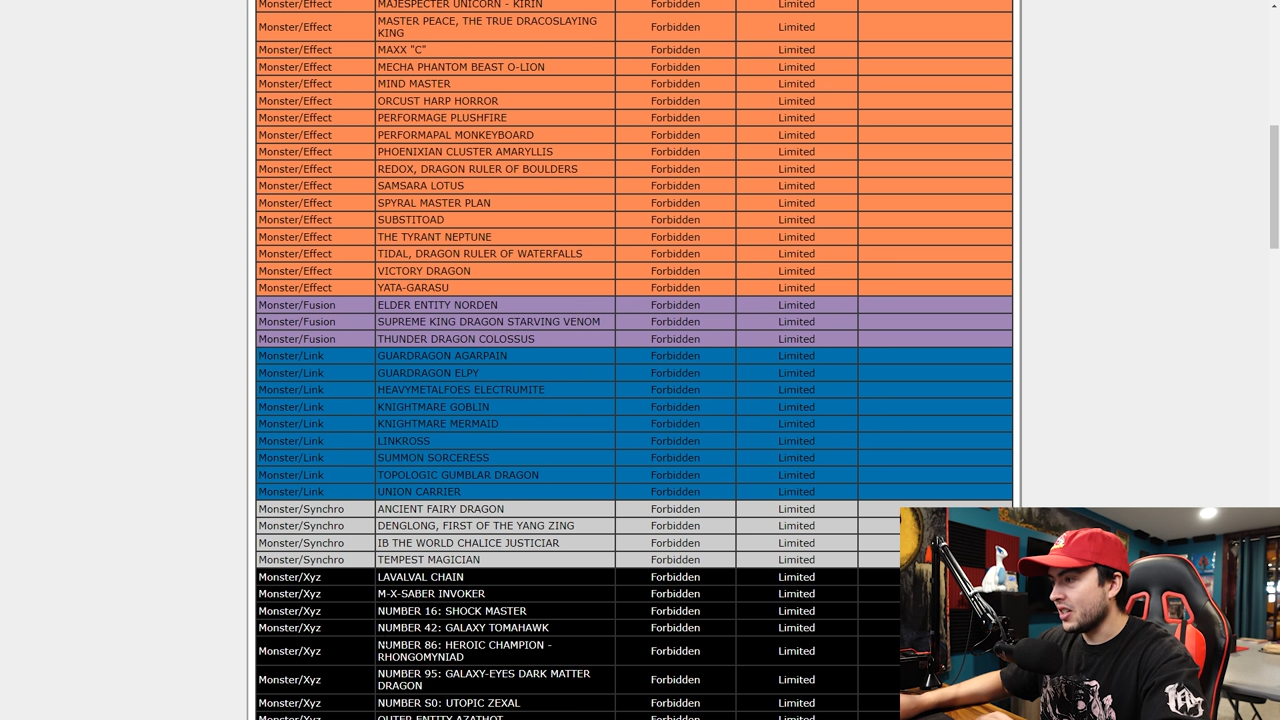 Monster/Effect MAJESPECTER UNICORN - KIRIN Forbidden Limited
Monster/Effect MASTER PEACE, THE TRUE DRACOSLAYING Forbidden Limited
KING
Monster/Effect MAXX "C" Forbidden Limited
Monster/Effect MECHA PHANTOM BEAST O-LION Forbidden Limited
Monster/Effect MIND MASTER Forbidden Limited
Monster/Effect ORCUST HARP HORROR Forbidden Limited
Monster/Effect PERFORMAGE PLUSHFIRE Forbidden Limited
Monster/Effect PERFORMAPAL MONKEYBOARD Forbidden Limited
Monster/Effect PHOENIXIAN CLUSTER AMARYLLIS Forbidden Limited
Monster/Effect REDOX, DRAGON RULER OF BOULDERS Forbidden Limited
Monster/Effect SAMSARA LOTUS Forbidden Limited
Monster/Effect SPYRAL MASTER PLAN Forbidden Limited
Monster/Effect SUBSTITOAD Forbidden Limited
Monster/Effect THE TYRANT NEPTUNE Forbidden Limited
Monster/Effect TIDAL, DRAGON RULER OF WATERFALLS Forbidden Limited
Monster/Effect VICTORY DRAGON Forbidden Limited
Monster/Effect YATA-GARASU Forbidden Limited
Monster/Fusion ELDER ENTITY NORDEN Forbidden Limited
Monster/Fusion SUPREME KING DRAGON STARVING VENOM Forbidden Limited
Monster/Fusion THUNDER DRAGON COLOSSUS Forbidden Limited
Monster/Link GUARDRAGON AGARPAIN Forbidden Limited
Monster/Link GUARDRAGON ELPY Forbidden Limited
Monster/Link HEAVYMETALFOES ELECTRUMITE Forbidden Limited
Monster/Link KNIGHTMARE GOBLIN Forbidden Limited
Monster/Link KNIGHTMARE MERMAID Forbidden Limited
Monster/Link LINKROSS Forbidden Limited
Monster/Link SUMMON SORCERESS Forbidden Limited
Monster/Link TOPOLOGIC GUMBLAR DRAGON Forbidden Limited
Monster/Link UNION CARRIER Forbidden Limited
Monster/Synchro ANCIENT FAIRY DRAGON Forbidden Limited
Monster/Synchro DENGLONG, FIRST OF THE YANG ZING Forbidden Limited
Monster/Synchro IB THE WORLD CHALICE JUSTICIAR Forbidden Limited
Monster/Synchro TEMPEST MAGICIAN Forbidden Limited
Monster/Xyz LAVALVAL CHAIN Forbidden Limited
Monster/Xyz M-X-SABER INVOKER Forbidden Limited
Monster/Xyz NUMBER 16: SHOCK MASTER Forbidden Limited
Monster/Xyz NUMBER 42: GALAXY TOMAHAWK Forbidden Limited
Monster/Xyz NUMBER 86: HEROIC CHAMPION - Forbidden Limited
RHONGOMYNIAD
Monster/Xyz NUMBER 95: GALAXY-EYES DARK MATTER Forbidden Limited
DRAGON
Monster/Xyz NUMBER S0: UTOPIC ZEXAL Forbidden Limited
Monster/Xyz OUTER ENTITY AZATHOT Forbidden Limited